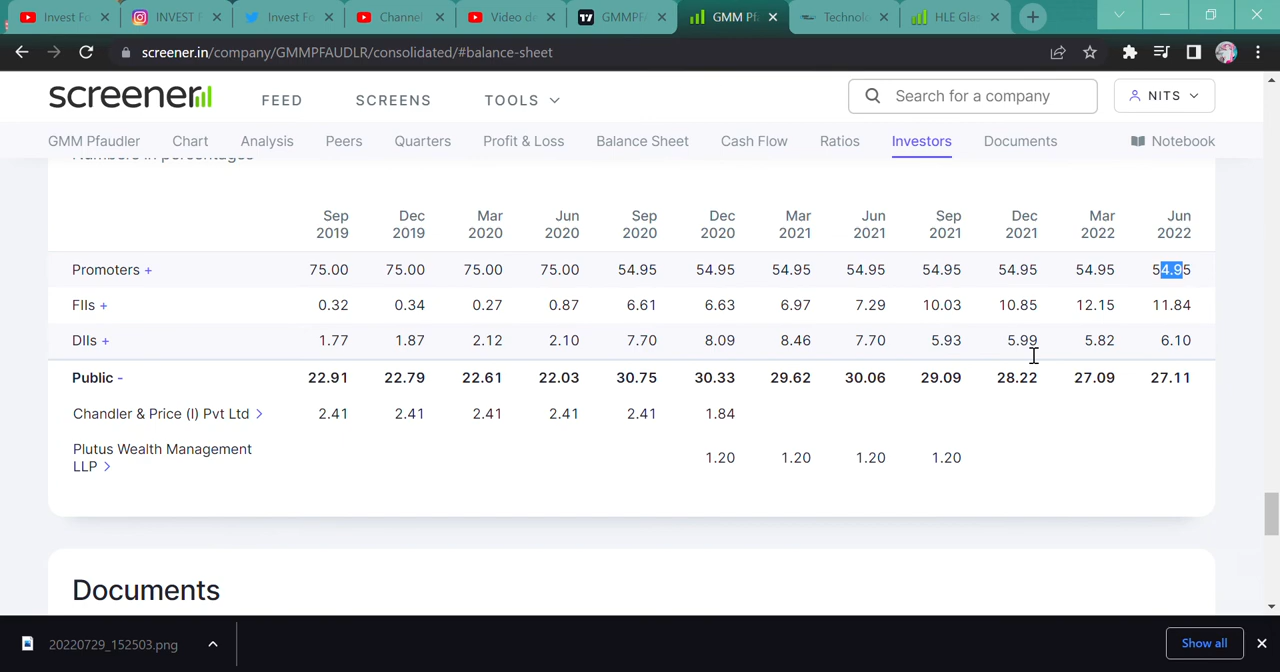 Invest Fo
INVEST F
Invest Fo
Channel
Video de
GMMPF
GMM Pf
Technol
HLE Glas
screener.in/company/GMMPFAUDLR/consolidated/#balance-sheet
screener
FEED
SCREENS
TOOLS
Search for a company
NITS
GMM Pfaudler
Chart
Analysis
Peers
Quarters
Profit & Loss
Balance Sheet
Cash Flow
Ratios
Investors
Documents
Notebook
Numbers in percentages
Sep 2019 Dec 2019 Mar 2020 Jun 2020 Sep 2020 Dec 2020 Mar 2021 Jun 2021 Sep 2021 Dec 2021 Mar 2022 Jun 2022
Promoters + 75.00 75.00 75.00 75.00 54.95 54.95 54.95 54.95 54.95 54.95 54.95 54.95
FIIs + 0.32 0.34 0.27 0.87 6.61 6.63 6.97 7.29 10.03 10.85 12.15 11.84
DIIs + 1.77 1.87 2.12 2.10 7.70 8.09 8.46 7.70 5.93 5.99 5.82 6.10
Public - 22.91 22.79 22.61 22.03 30.75 30.33 29.62 30.06 29.09 28.22 27.09 27.11
Chandler & Price (I) Pvt Ltd > 2.41 2.41 2.41 2.41 2.41 1.84
Plutus Wealth Management
LLP > 1.20 1.20 1.20 1.20
Documents
20220729_152503.png
Show all